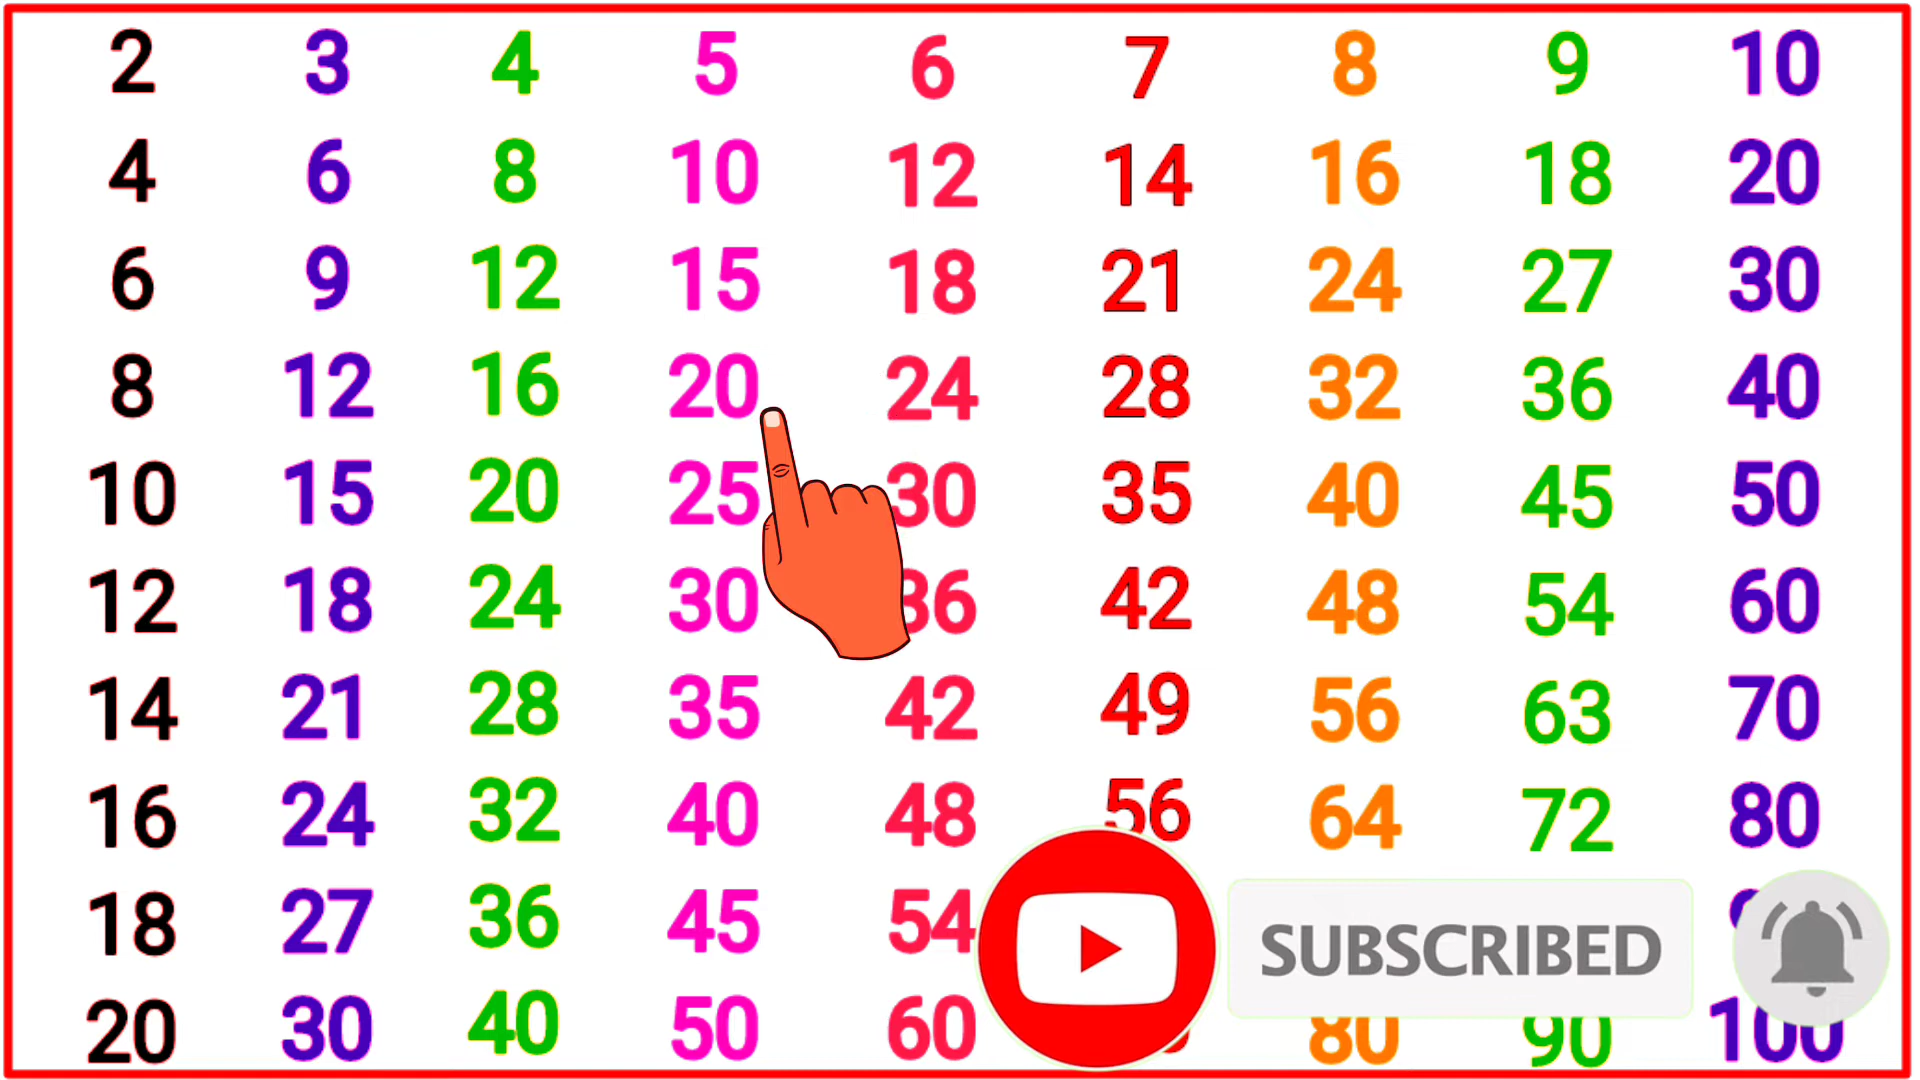 2 3 4 5 6 7 8 9 10
4 6 8 10 12 14 16 18 20
6 9 12 15 18 21 24 27 30
8 12 16 20 24 28 32 36 40
10 15 20 25 30 35 40 45 50
12 18 24 30 36 42 48 54 60
14 21 28 35 42 49 56 63 70
16 24 32 40 48 56 64 72 80
18 27 36 45 54
SUBSCRIBED
20 30 40 50 60 80 90 100